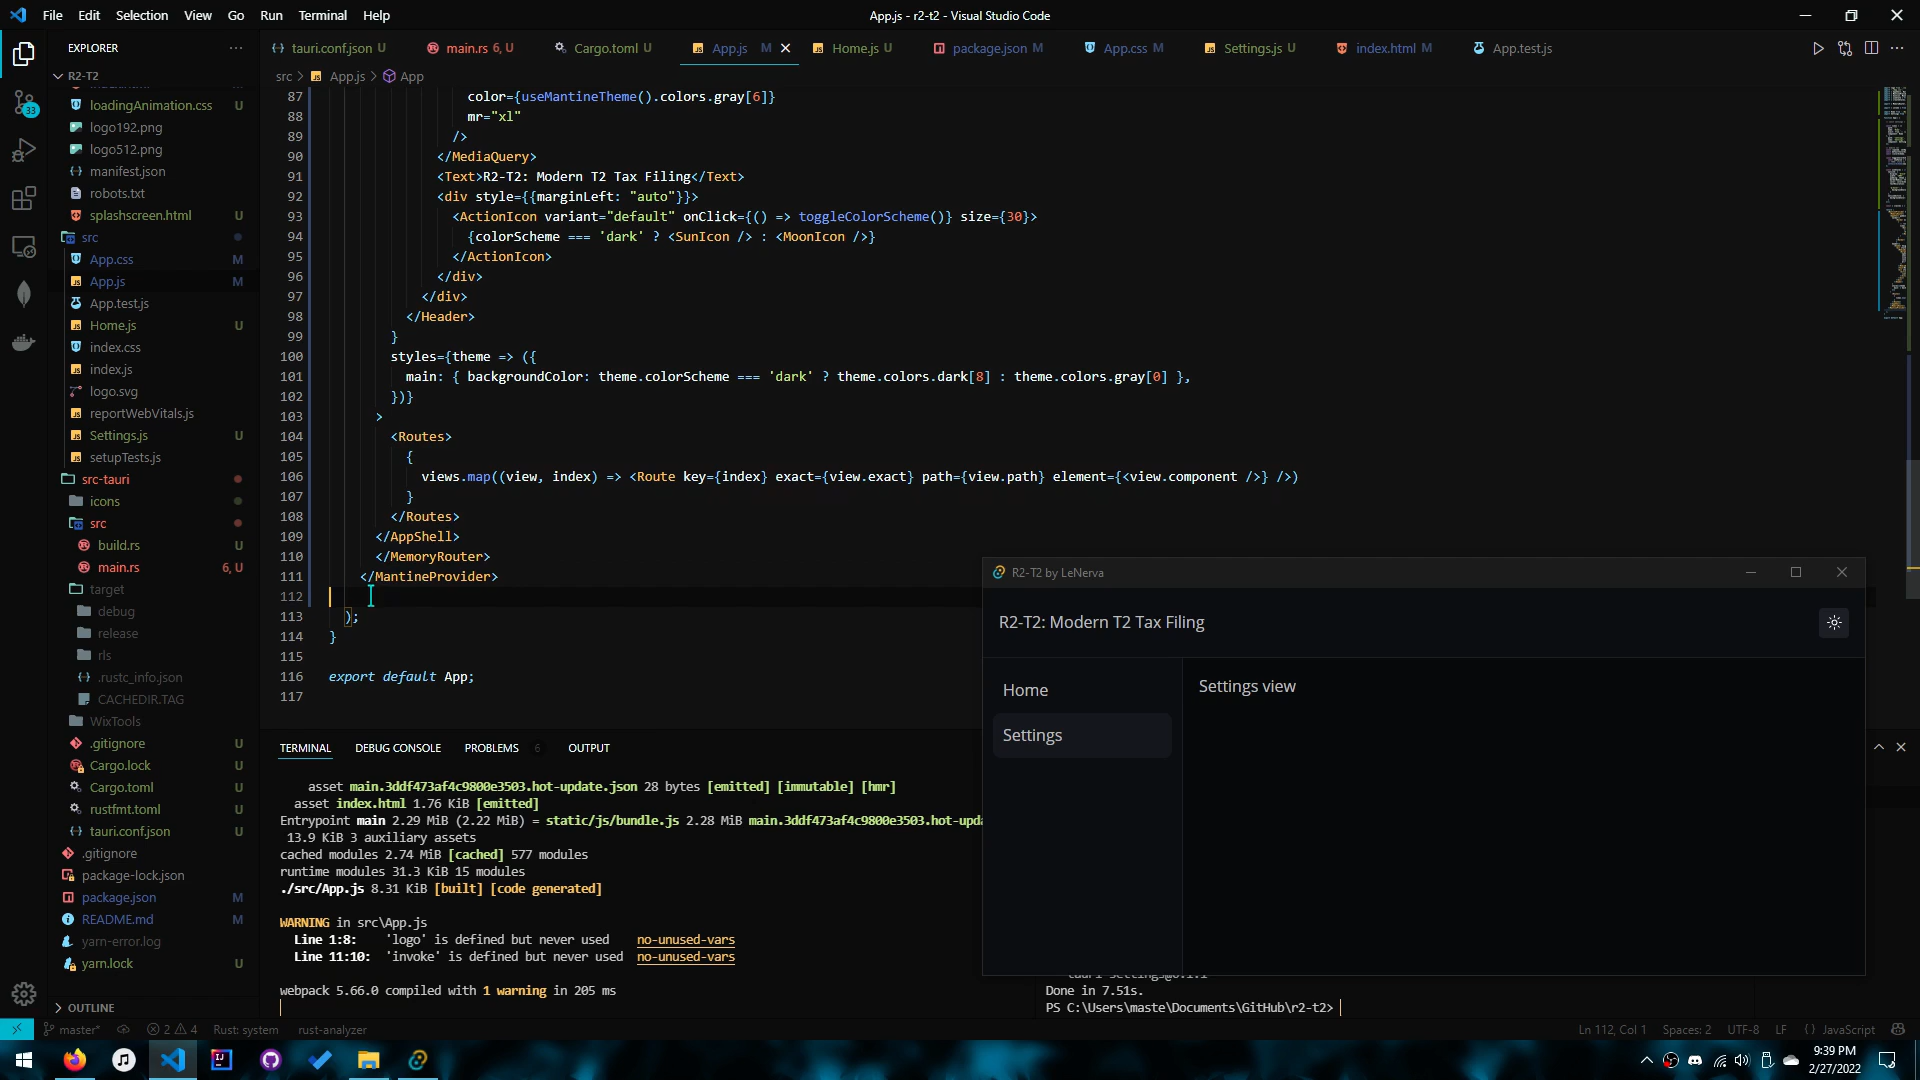 File Edit Selection View Go Run Terminal Help
App.js - r2-t2 - Visual Studio Code
EXPLORER
tauri.conf.json U
main.rs 6, U
Cargo.toml U
App.js M
Home.js U
package.json M
App.css M
Settings.js U
index.html M
App.test.js
R2-T2
src > App.js > App
loadingAnimation.css U
logo192.png
logo512.png
manifest.json
robots.txt
splashscreen.html U
src
App.css M
App.js M
App.test.js
Home.js U
index.css
index.js
logo.svg
reportWebVitals.js
Settings.js U
setupTests.js
src-tauri
icons
src
build.rs U
main.rs 6, U
target
debug
release
rls
.rustc_info.json
CACHEDIR.TAG
WixTools
.gitignore U
Cargo.lock U
Cargo.toml U
rustfmt.toml U
tauri.conf.json U
.gitignore
package-lock.json
package.json M
README.md M
yarn-error.log
yarn.lock U
OUTLINE
33
87 color={useMantineTheme().colors.gray[6]}
88 mr="xl"
89 />
90 </MediaQuery>
91 <Text>R2-T2: Modern T2 Tax Filing</Text>
92 <div style={{marginLeft: "auto"}}>
93 <ActionIcon variant="default" onClick={() => toggleColorScheme()} size={30}>
94 {colorScheme === 'dark' ? <SunIcon /> : <MoonIcon />}
95 </ActionIcon>
96 </div>
97 </div>
98 </Header>
99 }
100 styles={theme => ({
101 main: { backgroundColor: theme.colorScheme === 'dark' ? theme.colors.dark[8] : theme.colors.gray[0] },
102 })}
103 >
104 <Routes>
105 {
106 views.map((view, index) => <Route key={index} exact={view.exact} path={view.path} element={<view.component />} />)
107 }
108 </Routes>
109 </AppShell>
110 </MemoryRouter>
111 </MantineProvider>
112
113 );
114 }
115
116 export default App;
117
TERMINAL DEBUG CONSOLE PROBLEMS 6 OUTPUT
asset main.3ddf473af4c9800e3503.hot-update.json 28 bytes [emitted] [immutable] [hmr]
asset index.html 1.76 KiB [emitted]
Entrypoint main 2.29 MiB (2.22 MiB) = static/js/bundle.js 2.28 MiB main.3ddf473af4c9800e3503.hot-upda
13.9 KiB 3 auxiliary assets
cached modules 2.74 MiB [cached] 577 modules
runtime modules 31.3 KiB 15 modules
./src/App.js 8.31 KiB [built] [code generated]
WARNING in src\App.js
Line 1:8: 'logo' is defined but never used no-unused-vars
Line 11:10: 'invoke' is defined but never used no-unused-vars
webpack 5.66.0 compiled with 1 warning in 205 ms
R2-T2 by LeNerva
R2-T2: Modern T2 Tax Filing
Home
Settings
Settings view
Done in 7.51s.
PS C:\Users\maste\Documents\GitHub\r2-t2>
master* 2 4 Rust: system rust-analyzer
Ln 112, Col 1 Spaces: 2 UTF-8 LF {} JavaScript
9:39 PM
2/27/2022